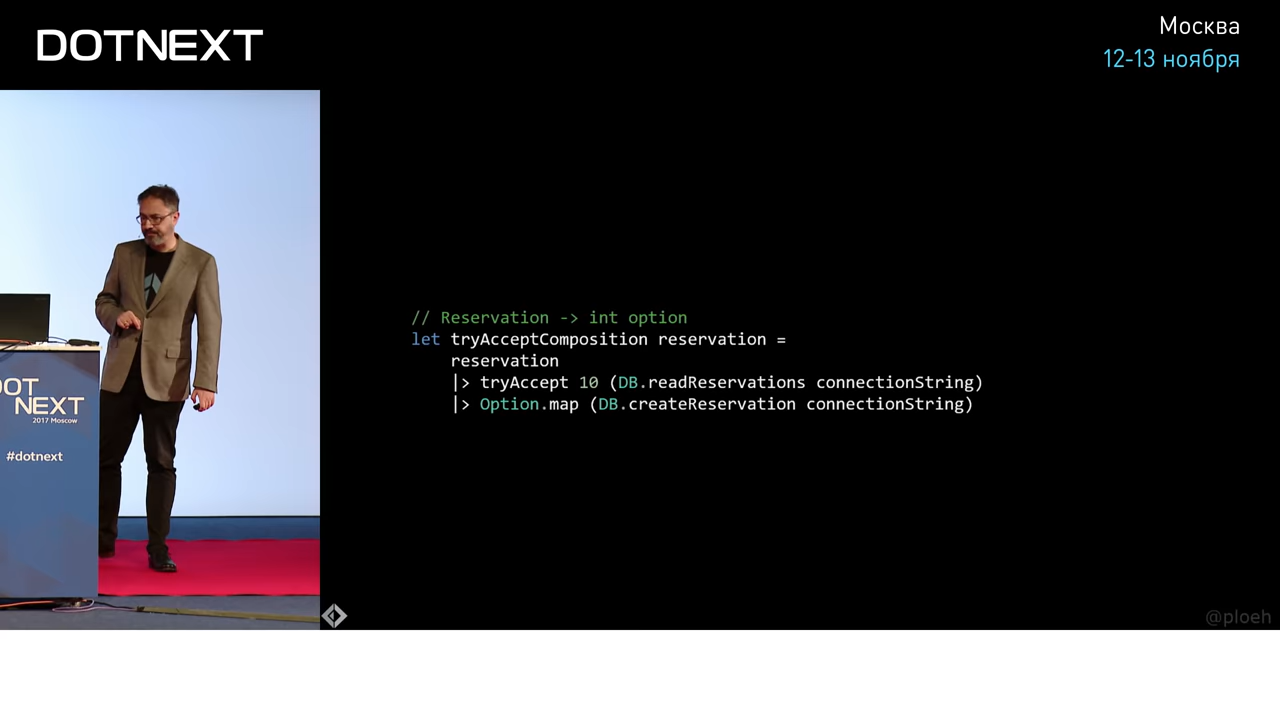 DOTNEXT
Москва
12-13 ноября
// Reservation -> int option
let tryAcceptComposition reservation =
    reservation
    |> tryAccept 10 (DB.readReservations connectionString)
    |> Option.map (DB.createReservation connectionString)
DOT
NEXT
2017 Moscow
#dotnext
@ploeh